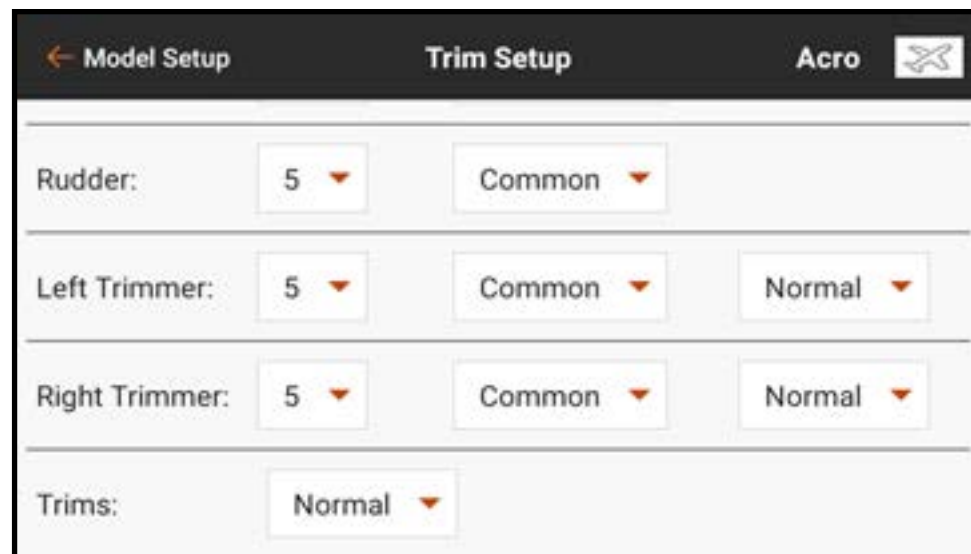 ← Model Setup Trim Setup Acro
Rudder: 5 Common
Left Trimmer: 5 Common Normal
Right Trimmer: 5 Common Normal
Trims: Normal